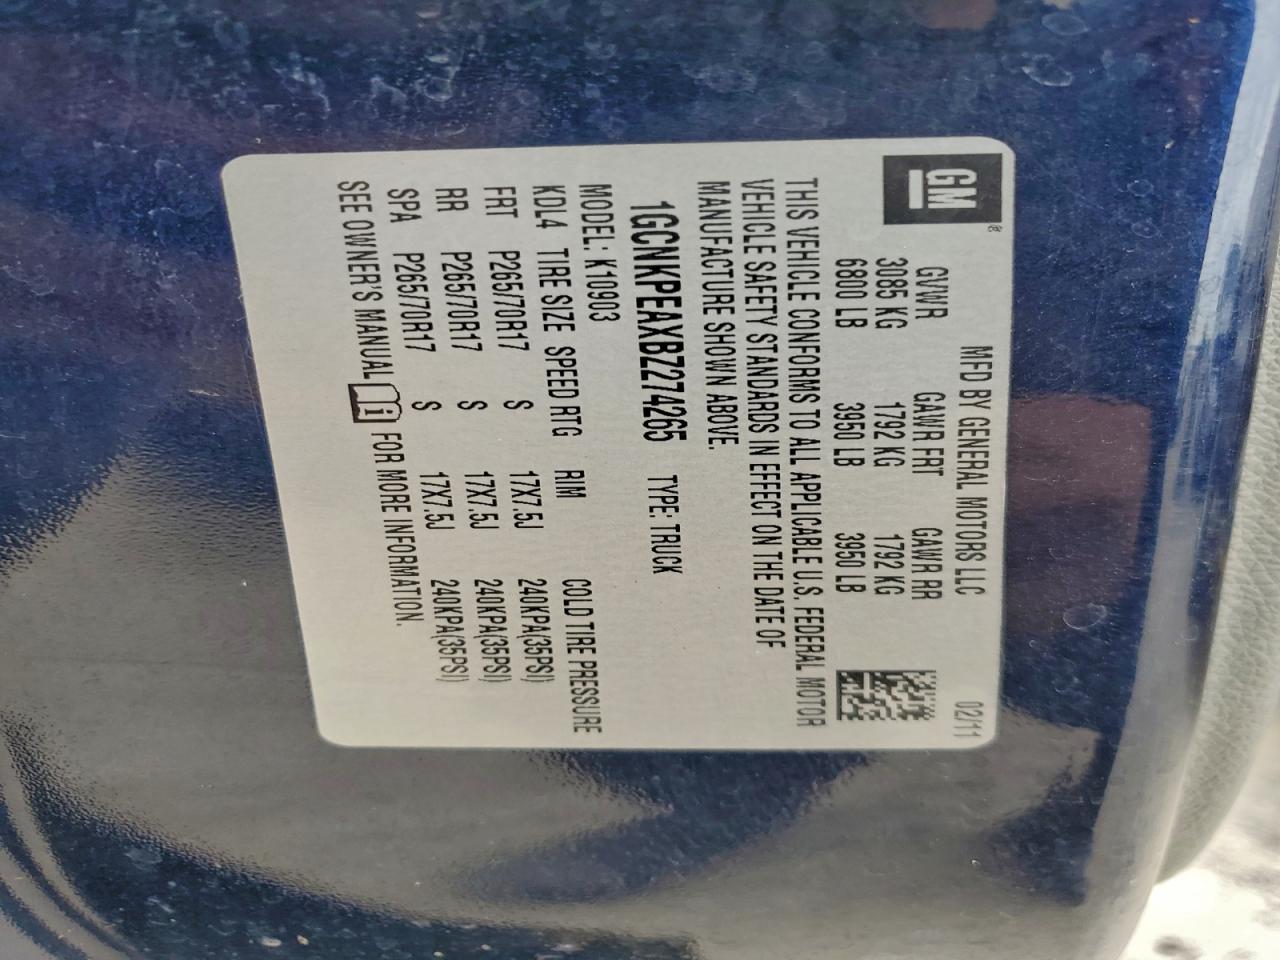 GM
MFD BY GENERAL MOTORS LLC 02/11
GVWR GAWR FRT GAWR RR
3085 KG 1792 KG 1792 KG
6800 LB 3950 LB 3950 LB
THIS VEHICLE CONFORMS TO ALL APPLICABLE U.S. FEDERAL MOTOR
VEHICLE SAFETY STANDARDS IN EFFECT ON THE DATE OF
MANUFACTURE SHOWN ABOVE.
1GCNKPEAXBZ274265 TYPE: TRUCK
MODEL: K10903
KDL4 TIRE SIZE SPEED RTG RIM COLD TIRE PRESSURE
FRT P265/70R17 S 17X7.5J 240KPA(35PSI)
RR P265/70R17 S 17X7.5J 240KPA(35PSI)
SPA P265/70R17 S 17X7.5J 240KPA(35PSI)
SEE OWNER'S MANUAL i FOR MORE INFORMATION.